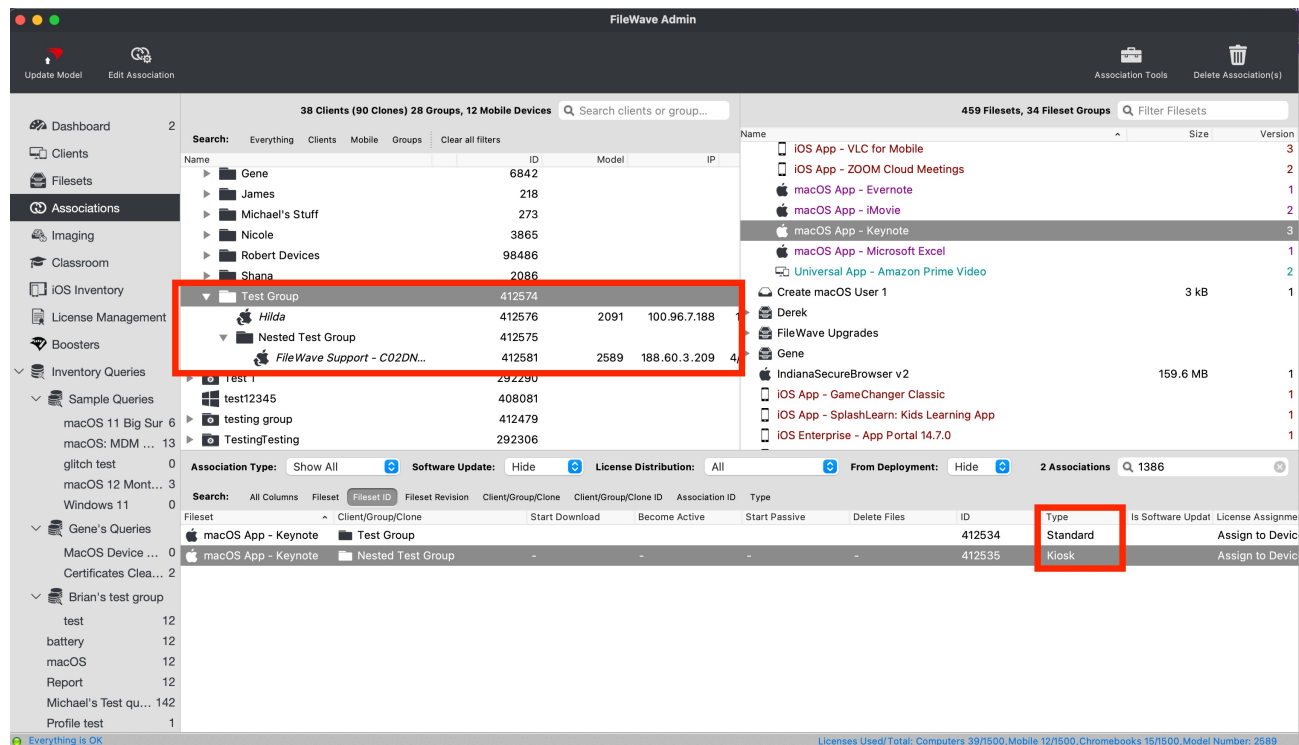 FileWave Admin
Update Model
Edit Association
Association Tools
Delete Association(s)
Dashboard 2
Clients
Filesets
Associations
Imaging
Classroom
iOS Inventory
License Management
Boosters
Inventory Queries
Sample Queries
macOS 11 Big Sur 6
macOS: MDM ... 13
glitch test 0
macOS 12 Mont... 3
Windows 11 0
Gene's Queries
MacOS Device ... 0
Certificates Clea... 2
Brian's test group
test 12
battery 12
macOS 12
Report 12
Michael's Test qu... 142
Profile test 1
38 Clients (90 Clones) 28 Groups, 12 Mobile Devices
Search clients or group...
Search: Everything Clients Mobile Groups Clear all filters
Name ID Model IP
Gene 6842
James 218
Michael's Stuff 273
Nicole 3865
Robert Devices 98486
Shana 2086
Test Group 412574
Hilda 412576 2091 100.96.7.188
Nested Test Group 412575
FileWave Support - C02DN... 412581 2589 188.60.3.209 4/
Test 1 292290
test12345 408081
testing group 412479
TestingTesting 292306
459 Filesets, 34 Fileset Groups
Filter Filesets
Name Size Version
iOS App - VLC for Mobile 3
iOS App - ZOOM Cloud Meetings 2
macOS App - Evernote 1
macOS App - iMovie 2
macOS App - Keynote 3
macOS App - Microsoft Excel 1
Universal App - Amazon Prime Video 2
Create macOS User 1 3 kB 1
Derek
FileWave Upgrades
Gene
IndianaSecureBrowser v2 159.6 MB 1
iOS App - GameChanger Classic 1
iOS App - SplashLearn: Kids Learning App 1
iOS Enterprise - App Portal 14.7.0 1
Association Type: Show All Software Update: Hide License Distribution: All From Deployment: Hide 2 Associations 1386
Search: All Columns Fileset Fileset ID Fileset Revision Client/Group/Clone Client/Group/Clone ID Association ID Type
Fileset Client/Group/Clone Start Download Become Active Start Passive Delete Files ID Type Is Software Updat License Assignme
macOS App - Keynote Test Group 412534 Standard Assign to Devic
macOS App - Keynote Nested Test Group - - - - 412535 Kiosk Assign to Devic
Everything is OK
Licenses Used/Total: Computers 39/1500,Mobile 12/1500,Chromebooks 15/1500,Model Number: 2589